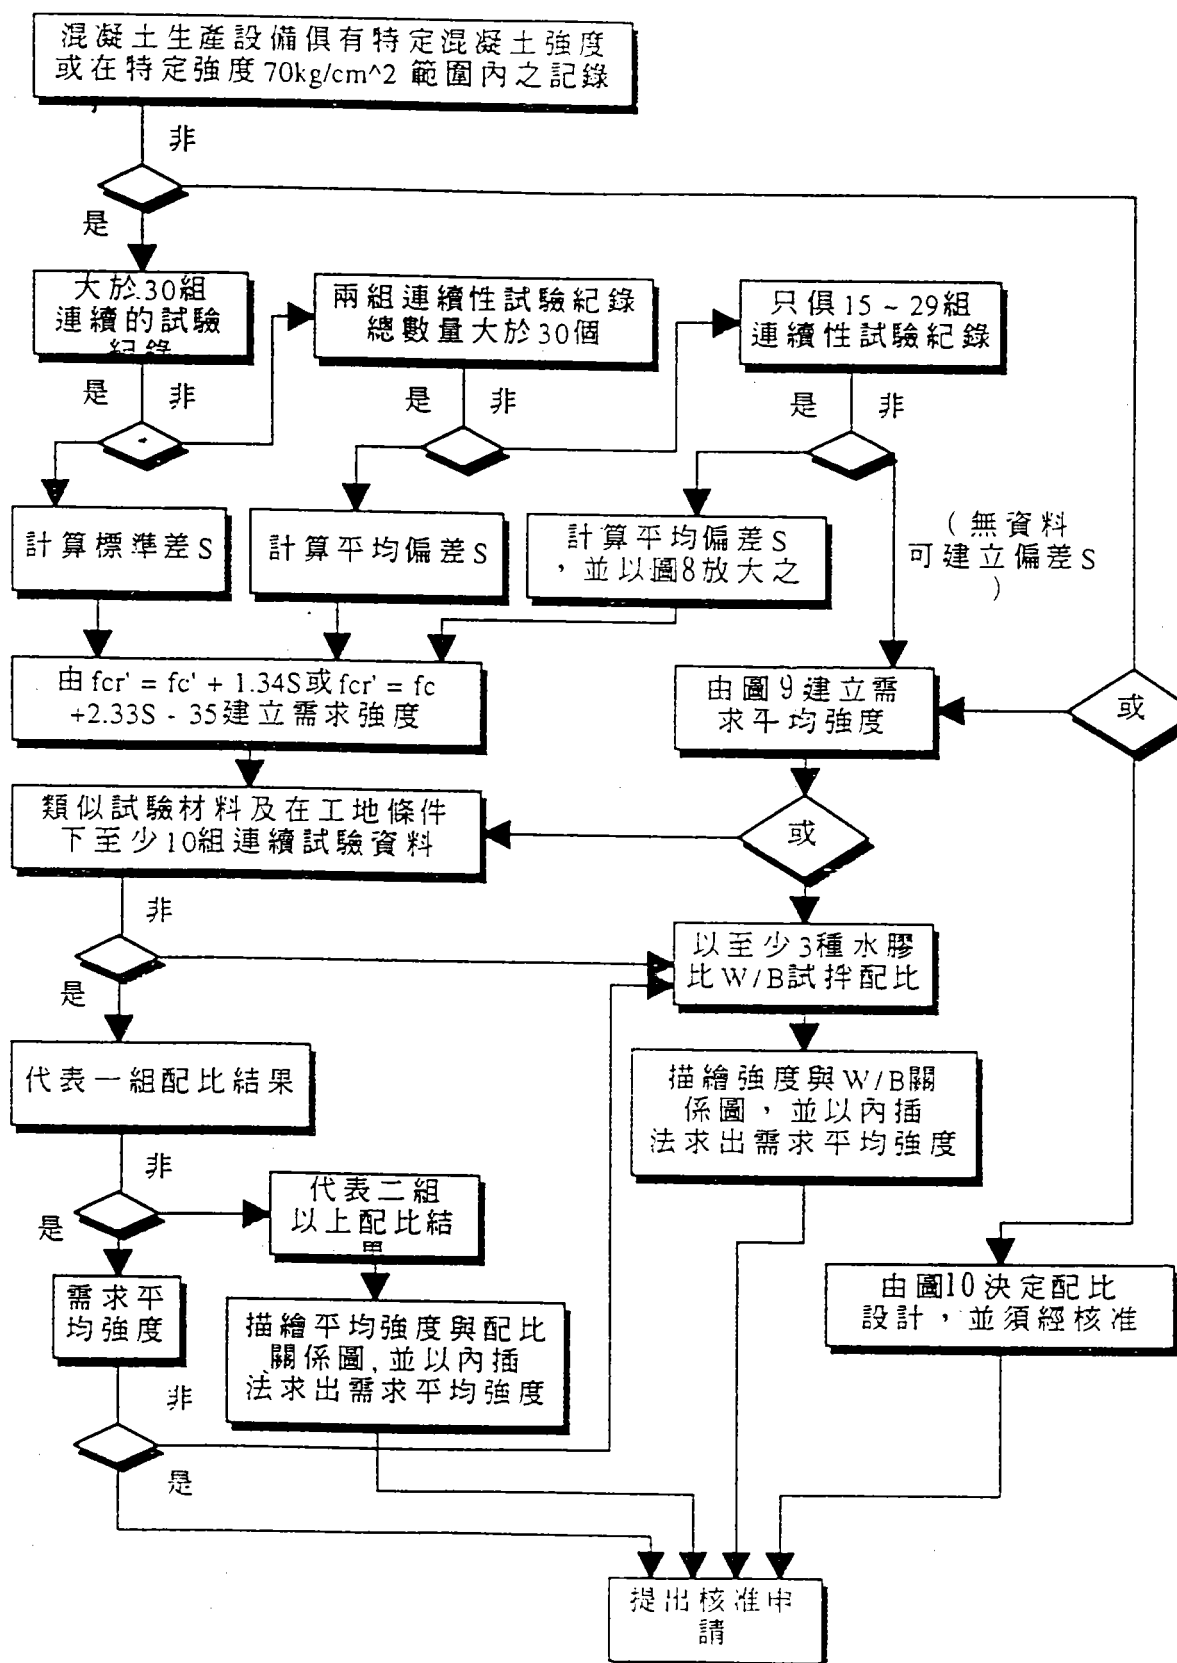 混凝土生產設備俱有特定混凝土強度
或在特定強度70kg/cm^2 範圍內之記錄
非
是
大於30組
連續的試驗
紀錄
兩組連續性試驗紀錄
總數量大於30個
只俱15~29組
連續性試驗紀錄
是
非
是
非
是
非
計算標準差S
計算平均偏差S
計算平均偏差S
，並以圖8放大之
(無資料
可建立偏差S
)
由fcr' = fc' + 1.34S或fcr' = fc
+2.33S - 35建立需求強度
由圖9建立需
求平均強度
或
類似試驗材料及在工地條件
下至少10組連續試驗資料
或
非
是
以至少3種水膠
比W/B試拌配比
代表一組配比結果
描繪強度與W/B關
係圖，並以內插
法求出需求平均強度
非
是
代表二組
以上配比結
果
需求平
均強度
描繪平均強度與配比
關係圖,並以內插
法求出需求平均強度
由圖10決定配比
設計，並須經核准
非
是
提出核准申
請